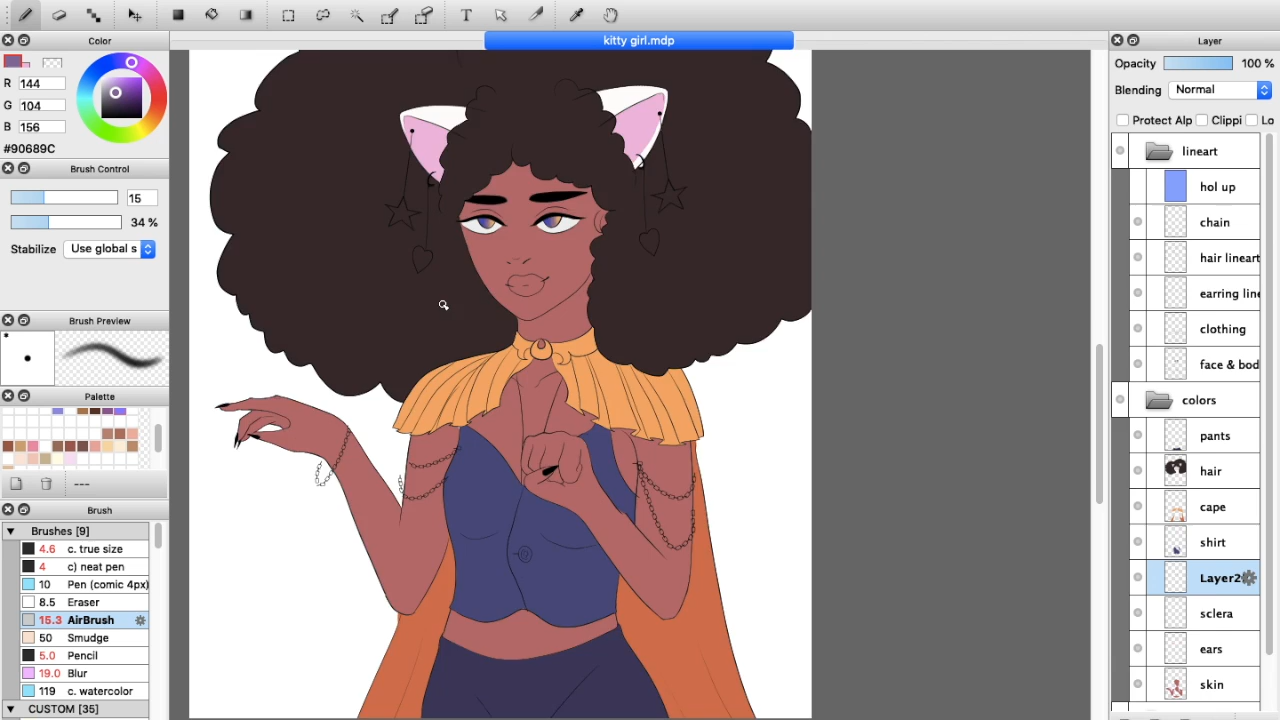 T
kitty girl.mdp
Color
R 144
G 104
B 156
#90689C
Brush Control
15
34 %
Stabilize Use global s
Brush Preview
Palette
---
Brush
Brushes [9]
4.6 c. true size
4 c) neat pen
10 Pen (comic 4px)
8.5 Eraser
15.3 AirBrush
50 Smudge
5.0 Pencil
19.0 Blur
119 c. watercolor
CUSTOM [35]
Layer
Opacity 100 %
Blending Normal
Protect Alp Clippi Lo
lineart
hol up
chain
hair lineart
earring line
clothing
face & bod
colors
pants
hair
cape
shirt
Layer2
sclera
ears
skin